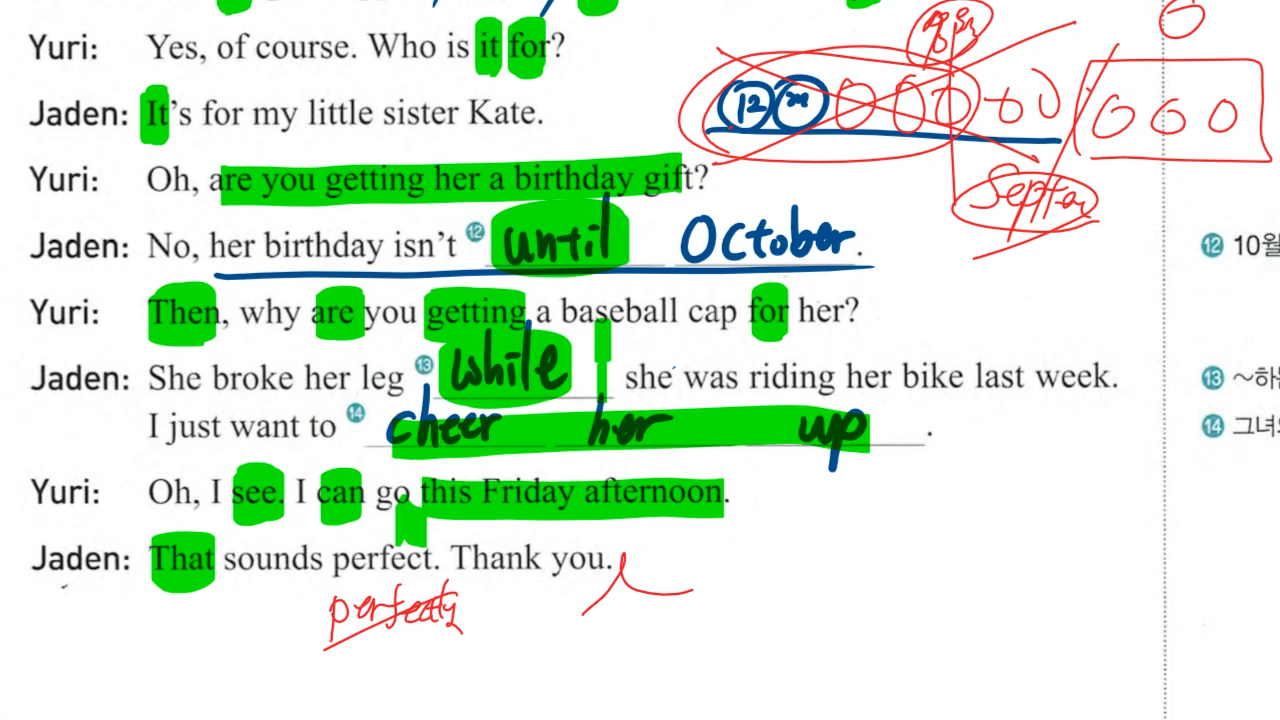 Yuri: Yes, of course. Who is it for?
Jaden: It's for my little sister Kate.
Yuri: Oh, are you getting her a birthday gift?
12
Jaden: No, her birthday isn't ⑫ until October.
⑫ 10월
Yuri: Then, why are you getting a baseball cap for her?
Jaden: She broke her leg ⑬ while she was riding her bike last week.
⑬ ~하는
I just want to ⑭ cheer her up.
⑭ 그녀
Yuri: Oh, I see. I can go this Friday afternoon.
Jaden: That sounds perfect. Thank you.